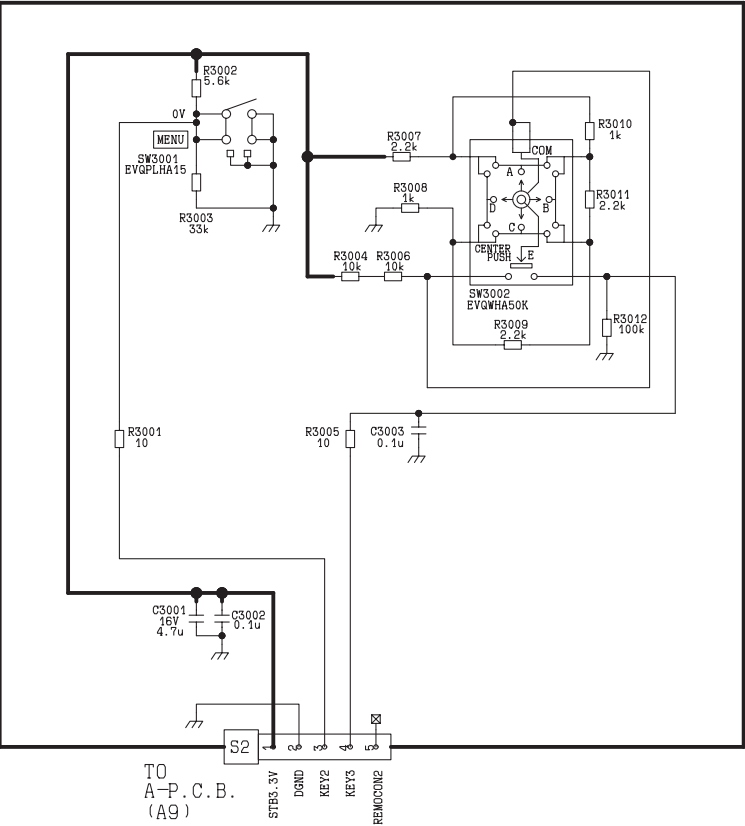 R3002
5.6k
0V
MENU
SW3001
EVQPLHA15
R3003
33k
R3007
2.2k
R3008
1k
R3004
10k
R3006
10k
COM
A
D
B
C
CENTER
PUSH
E
SW3002
EVQWHA50K
R3009
2.2k
R3010
1k
R3011
2.2k
R3012
100k
R3001
10
R3005
10
C3003
0.1u
C3001
16V
4.7u
C3002
0.1u
S2
1
2
3
4
5
TO
A-P.C.B.
(A9)
STB3.3V
DGND
KEY2
KEY3
REMOCON2